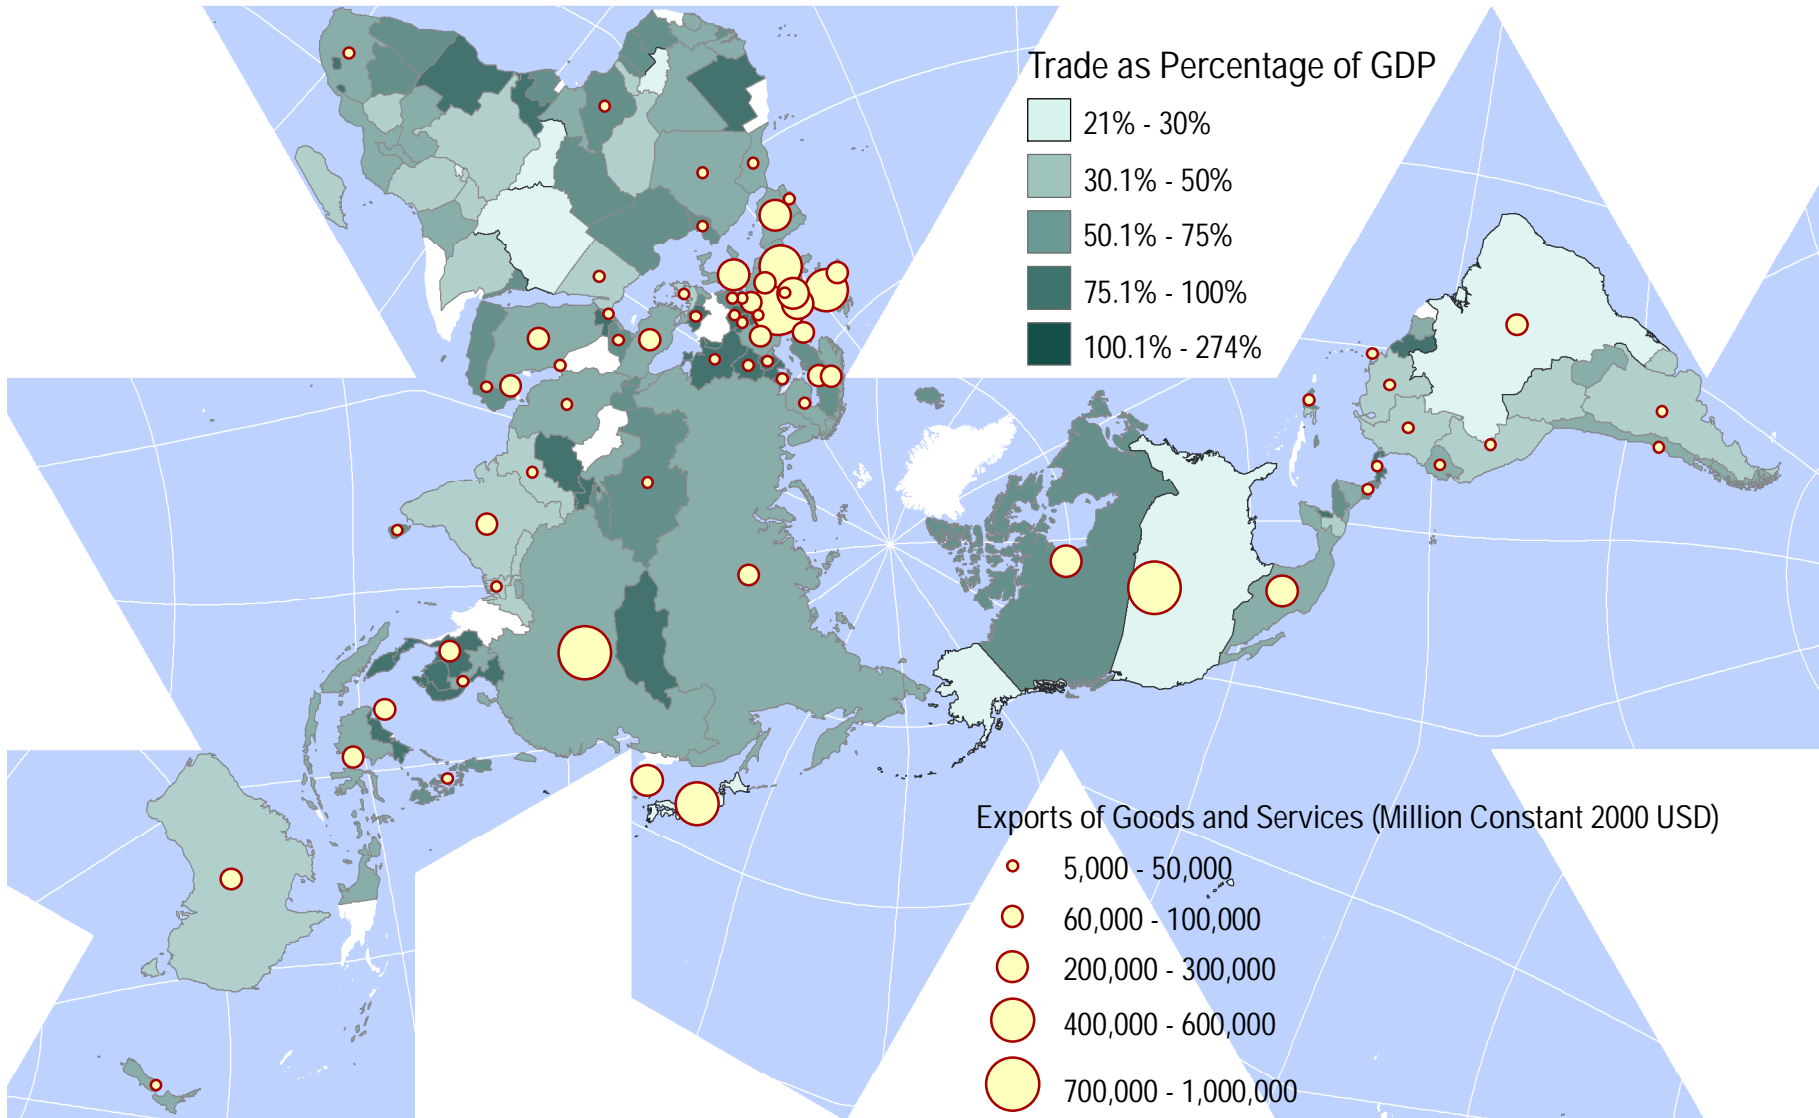 Trade as Percentage of GDP
21% - 30%
30.1% - 50%
50.1% - 75%
75.1% - 100%
100.1% - 274%
Exports of Goods and Services (Million Constant 2000 USD)
5,000 - 50,000
60,000 - 100,000
200,000 - 300,000
400,000 - 600,000
700,000 - 1,000,000